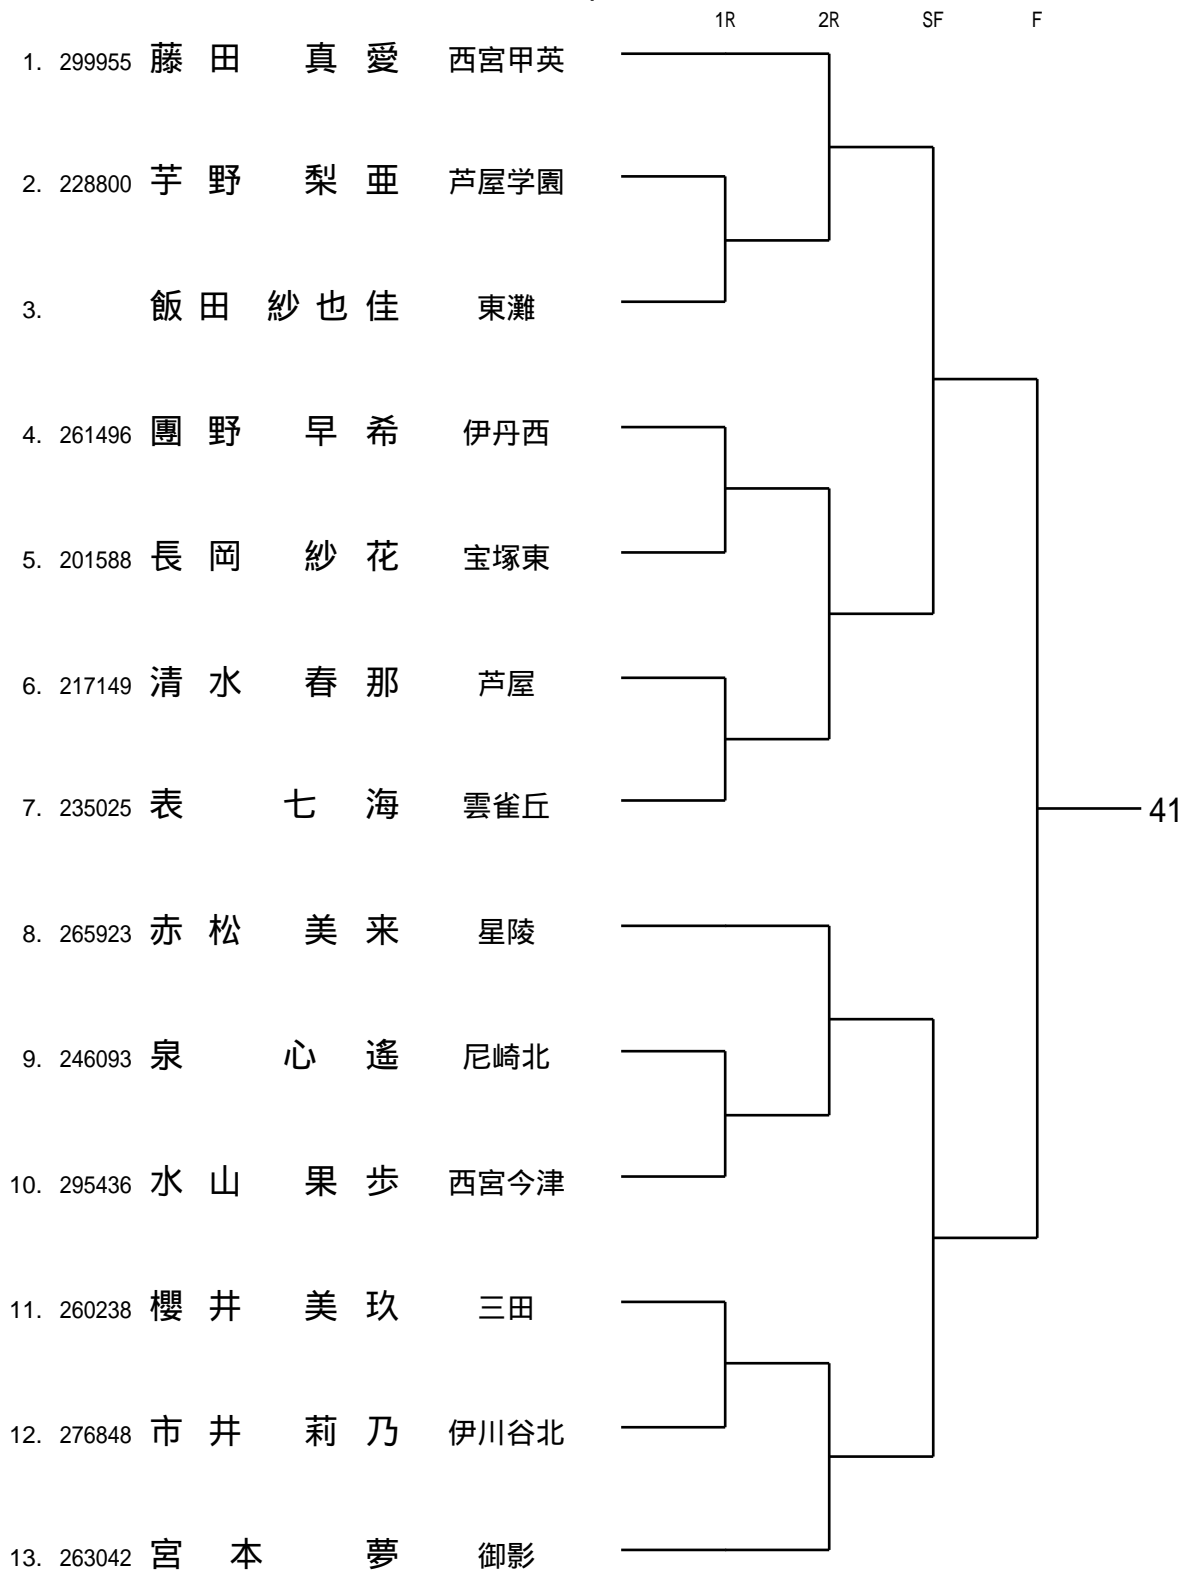 1R 2R SF F
1. 299955 藤田 真愛 西宮甲英
2. 228800 芋野 梨亜 芦屋学園
3. 飯田 紗也佳 東灘
4. 261496 團野 早希 伊丹西
5. 201588 長岡 紗花 宝塚東
6. 217149 清水 春那 芦屋
7. 235025 表 七海 雲雀丘
41
8. 265923 赤松 美来 星陵
9. 246093 泉 心遙 尼崎北
10. 295436 水山 果歩 西宮今津
11. 260238 櫻井 美玖 三田
12. 276848 市井 莉乃 伊川谷北
13. 263042 宮本 夢 御影